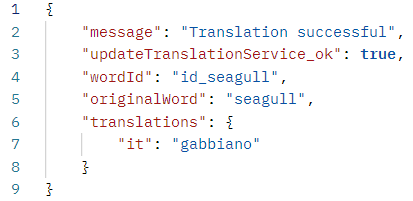 1 {
2     "message": "Translation successful",
3     "updateTranslationService_ok": true,
4     "wordId": "id_seagull",
5     "originalWord": "seagull",
6     "translations": {
7         "it": "gabbiano"
8     }
9 }